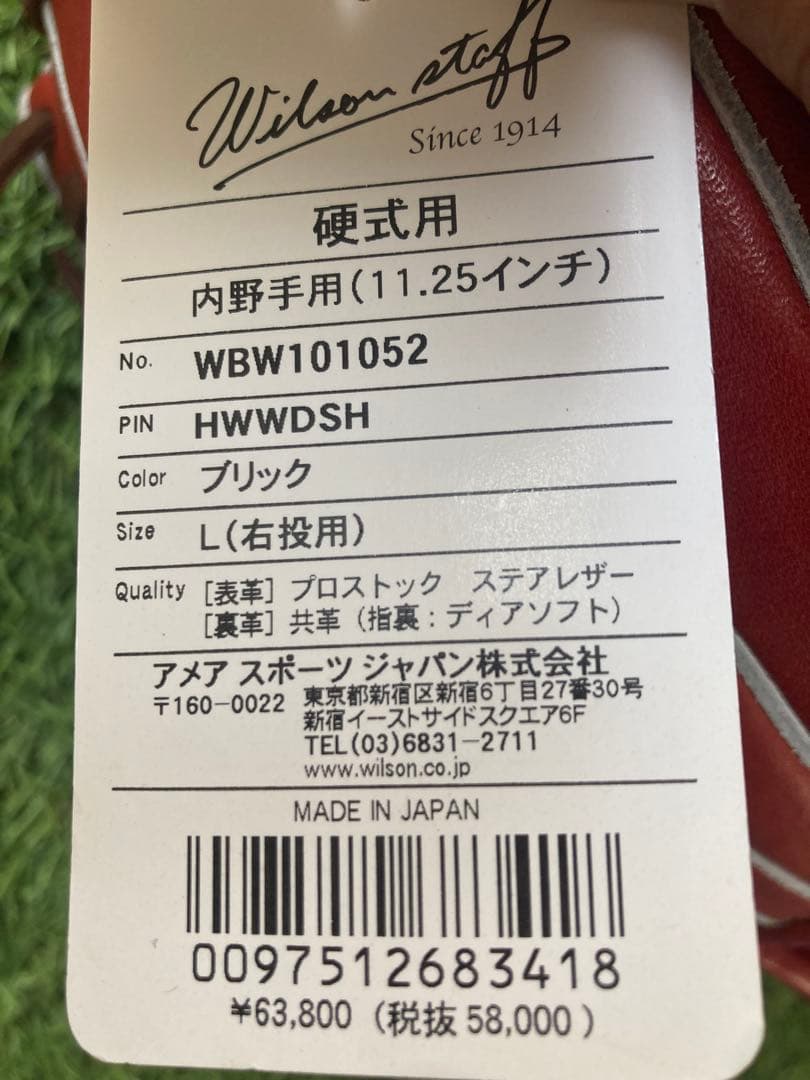 Wilson staff
Since 1914
硬式用
内野手用(11.25インチ)
No. WBW101052
PIN HWWDSH
Color ブリック
Size L(右投用)
Quality [表革] プロストック ステアレザー
[裏革] 共革(指裏:ディアソフト)
アメア スポーツ ジャパン株式会社
〒160-0022 東京都新宿区新宿6丁目27番30号
新宿イーストサイドスクエア6F
TEL(03)6831-2711
www.wilson.co.jp
MADE IN JAPAN
0097512683418
¥63,800 (税抜 58,000)